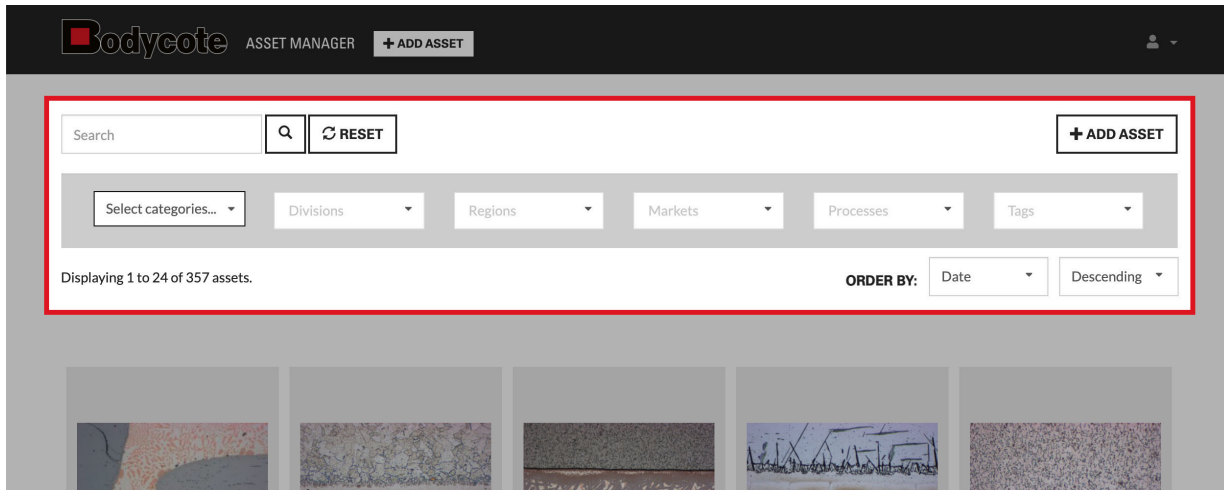 Bodycote ASSET MANAGER + ADD ASSET
Search RESET + ADD ASSET
Select categories... Divisions Regions Markets Processes Tags
Displaying 1 to 24 of 357 assets. ORDER BY: Date Descending